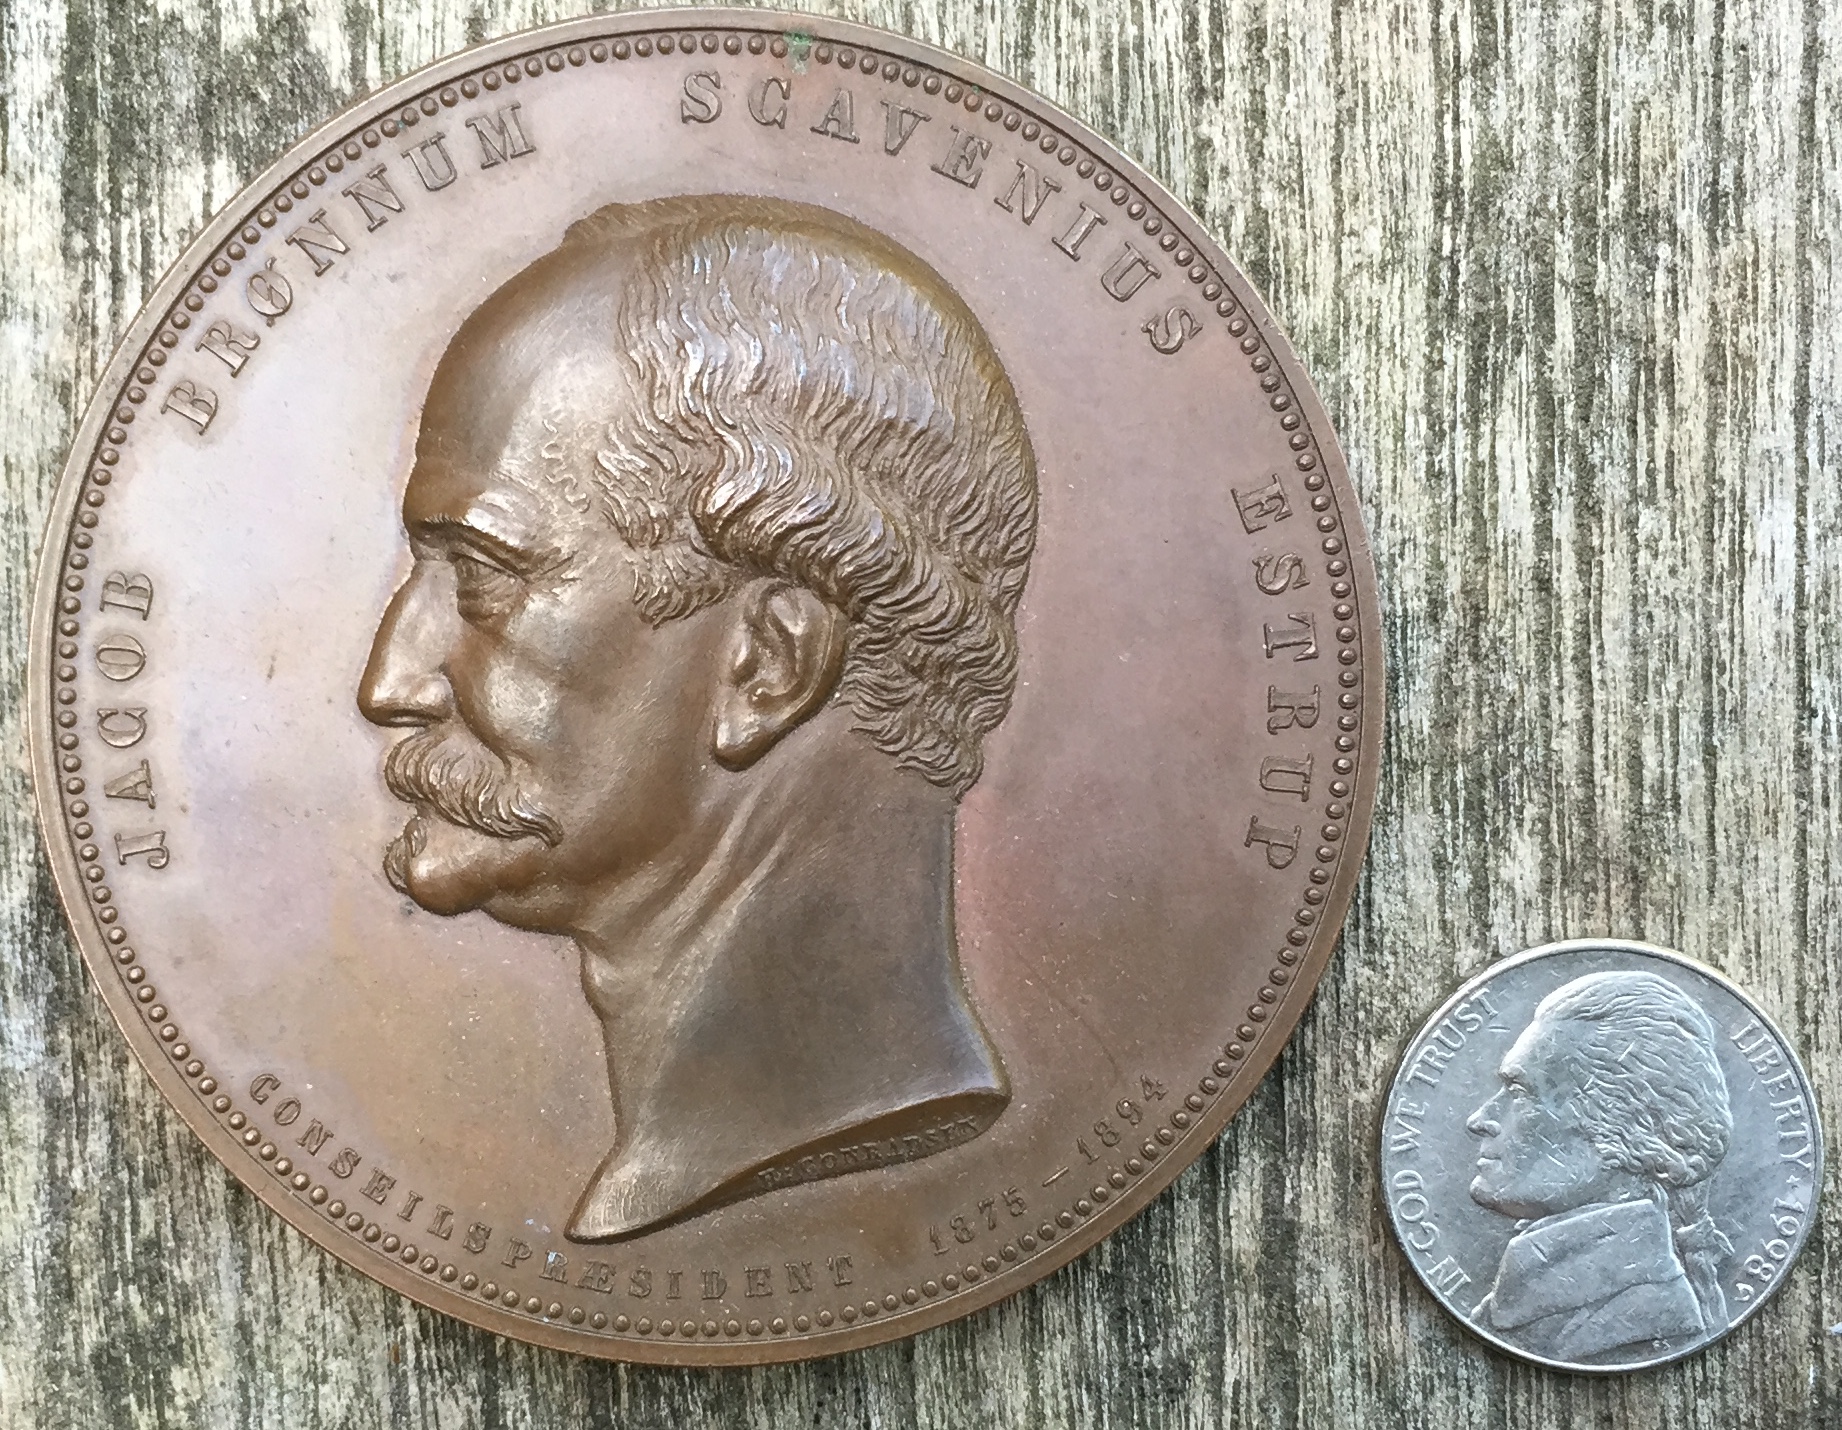 JACOB BRØNNUM SCAVENIUS ESTRUP
CONSEILSPRÆSIDENT 1875 — 1894
H. CONRADSEN
IN GOD WE TRUST
LIBERTY ★ 1998
P